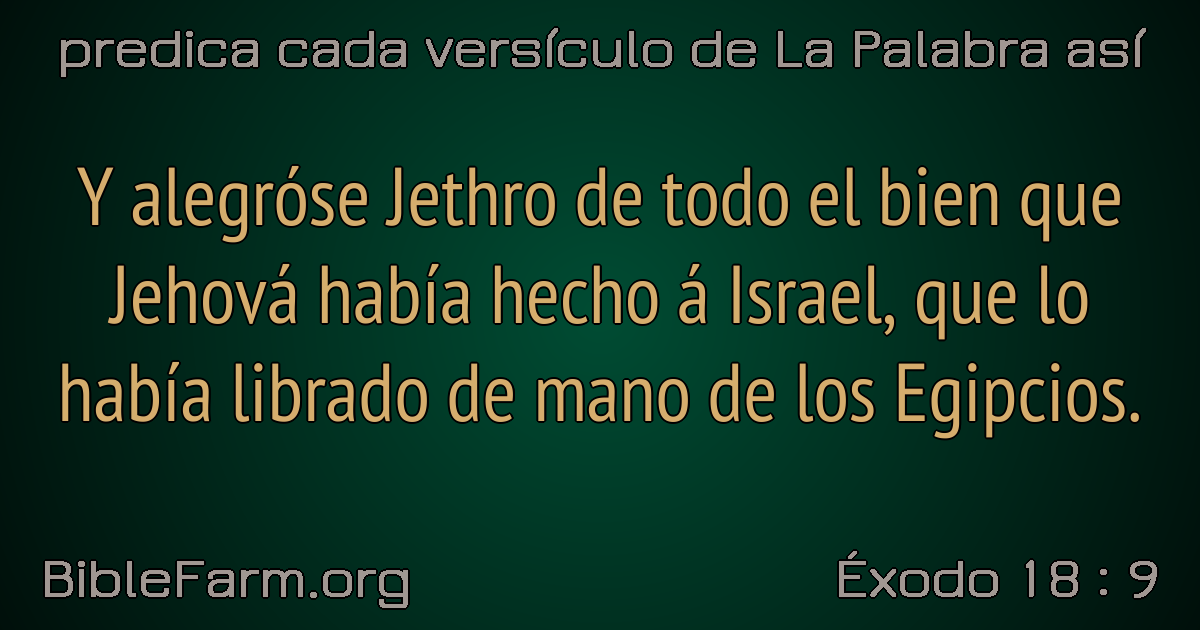 predica cada versículo de La Palabra así
Y alegróse Jethro de todo el bien que
Jehová había hecho á Israel, que lo
había librado de mano de los Egipcios.
BibleFarm.org
Éxodo 18 : 9